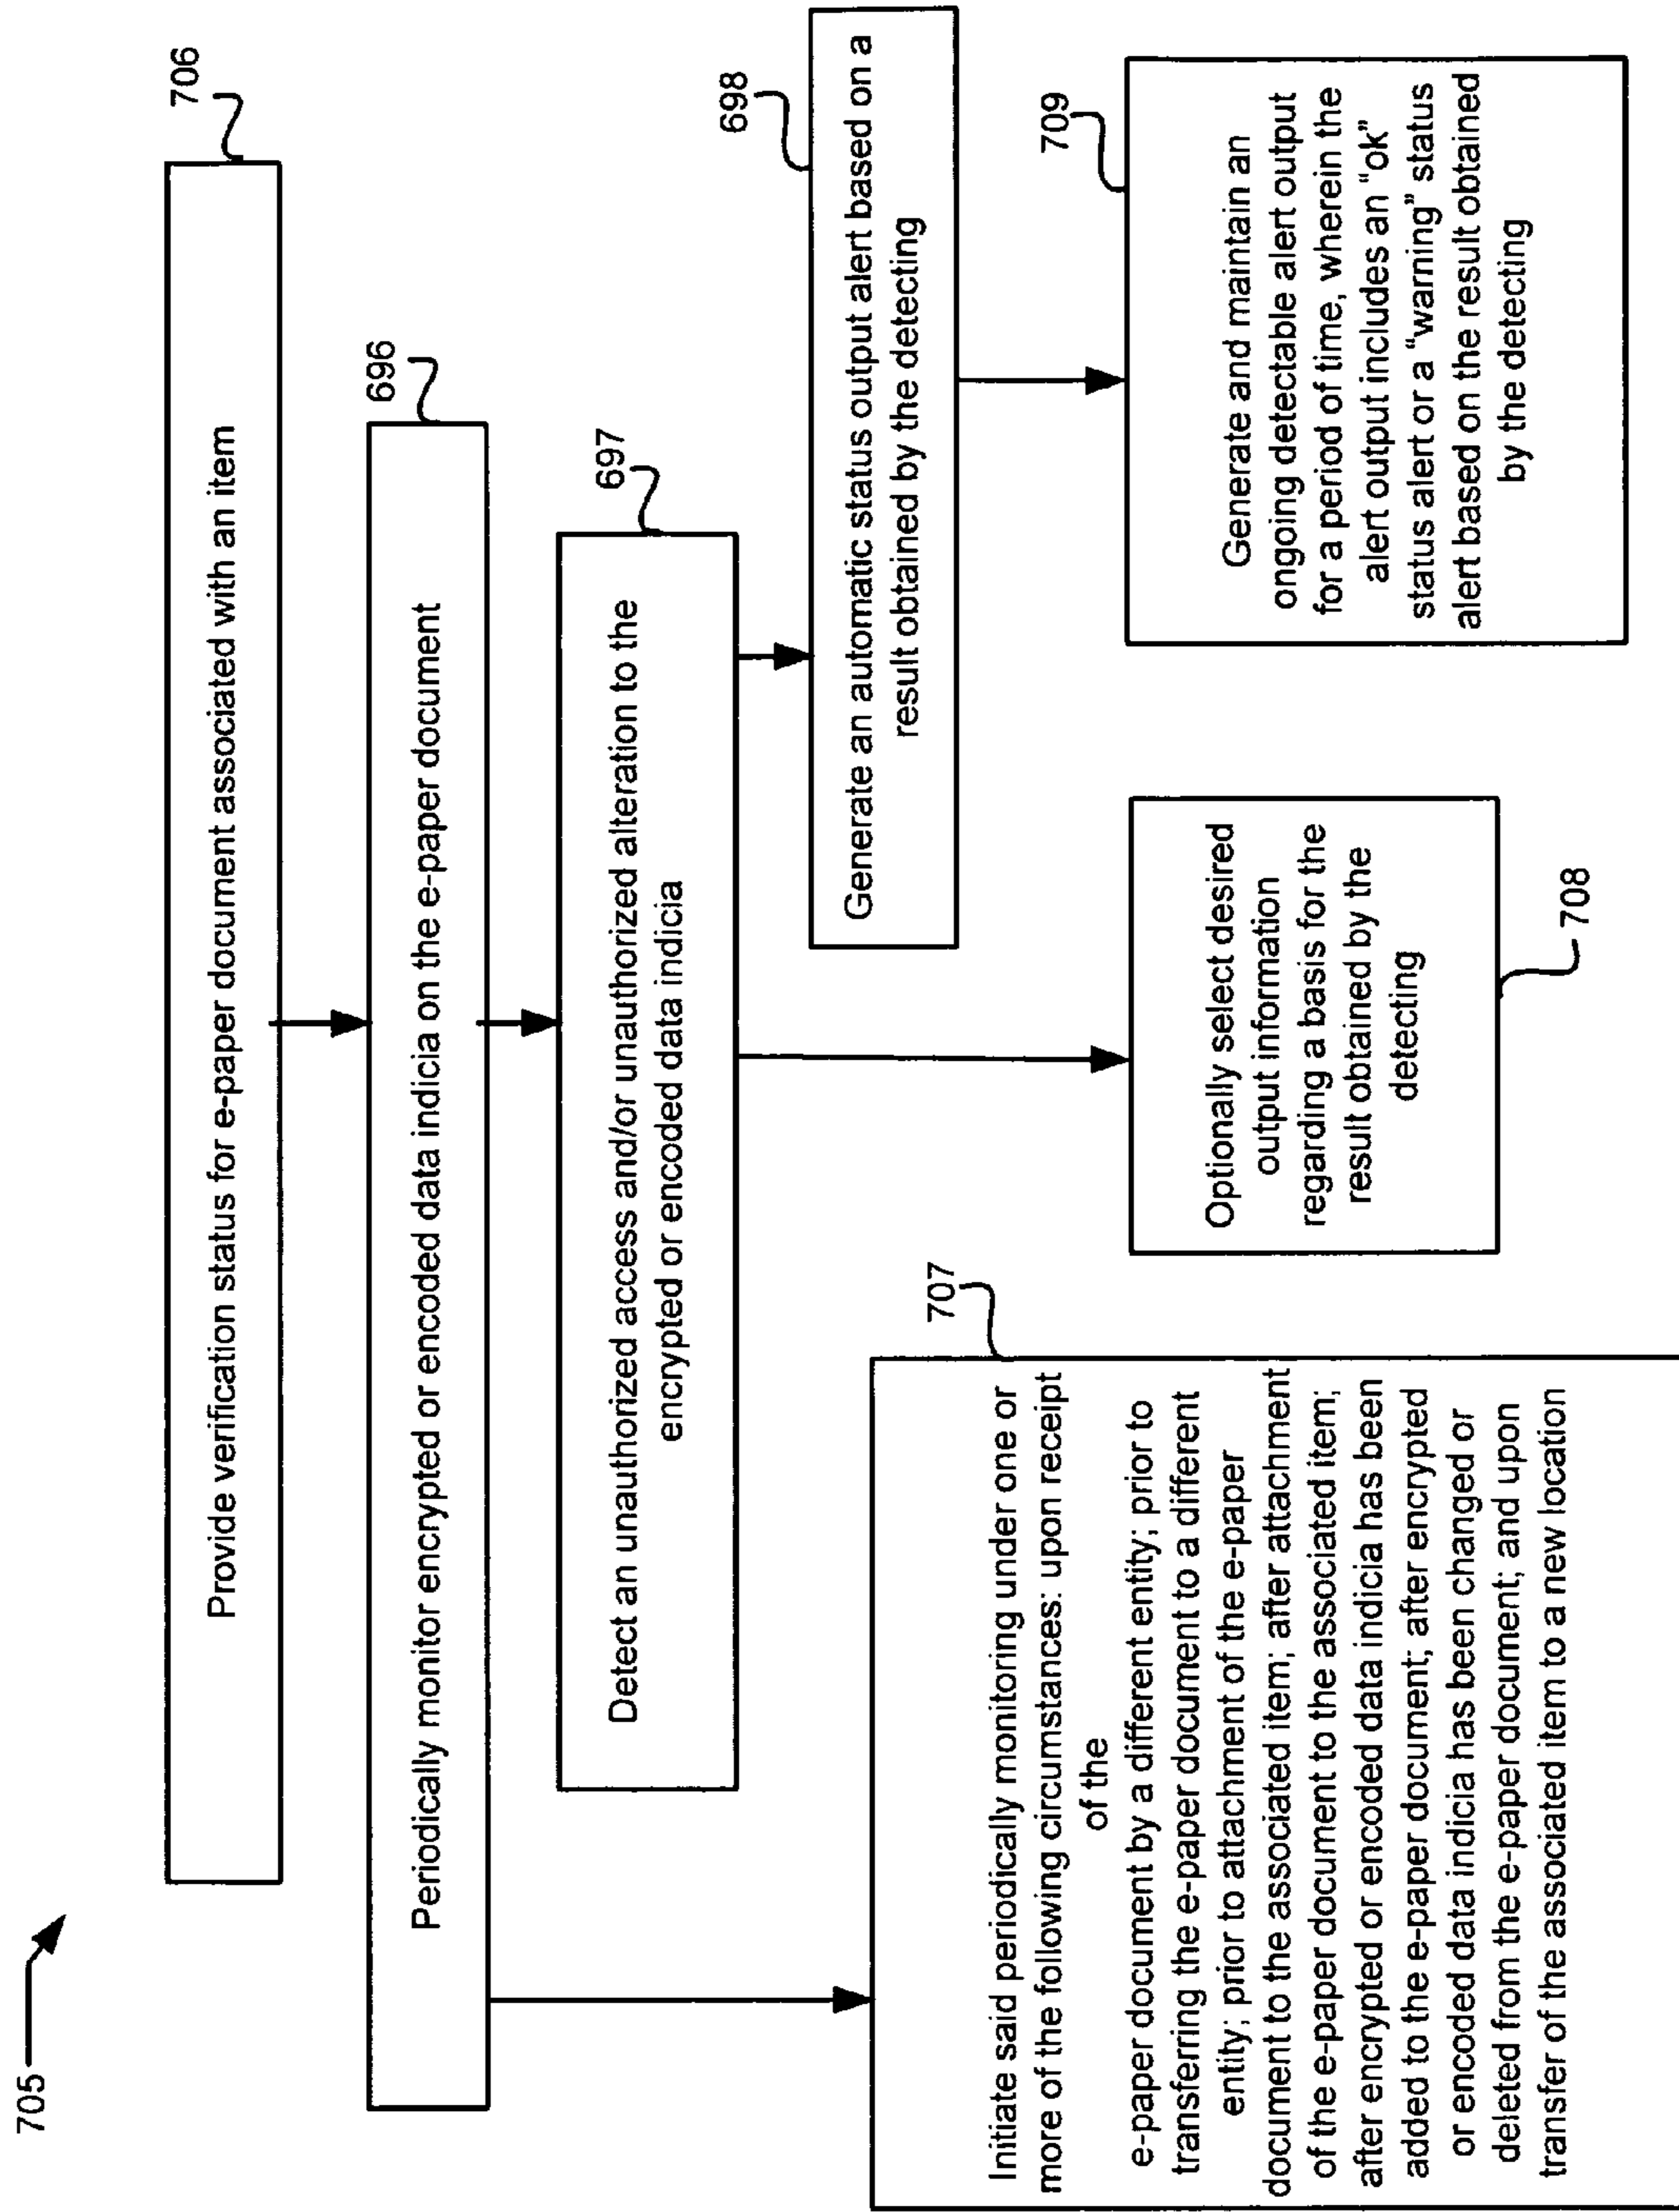 705
706
Provide verification status for e-paper document associated with an item
696
Periodically monitor encrypted or encoded data indicia on the e-paper document
697
Detect an unauthorized access and/or unauthorized alteration to the
encrypted or encoded data indicia
698
Generate an automatic status output alert based on a
result obtained by the detecting
707
Initiate said periodically monitoring under one or
more of the following circumstances: upon receipt
of the
e-paper document by a different entity; prior to
transferring the e-paper document to a different
entity; prior to attachment of the e-paper
document to the associated item; after attachment
of the e-paper document to the associated item;
after encrypted or encoded data indicia has been
added to the e-paper document; after encrypted
or encoded data indicia has been changed or
deleted from the e-paper document; and upon
transfer of the associated item to a new location
Optionally select desired
output information
regarding a basis for the
result obtained by the
detecting
708
709
Generate and maintain an
ongoing detectable alert output
for a period of time, wherein the
alert output includes an “ok”
status alert or a “warning” status
alert based on the result obtained
by the detecting